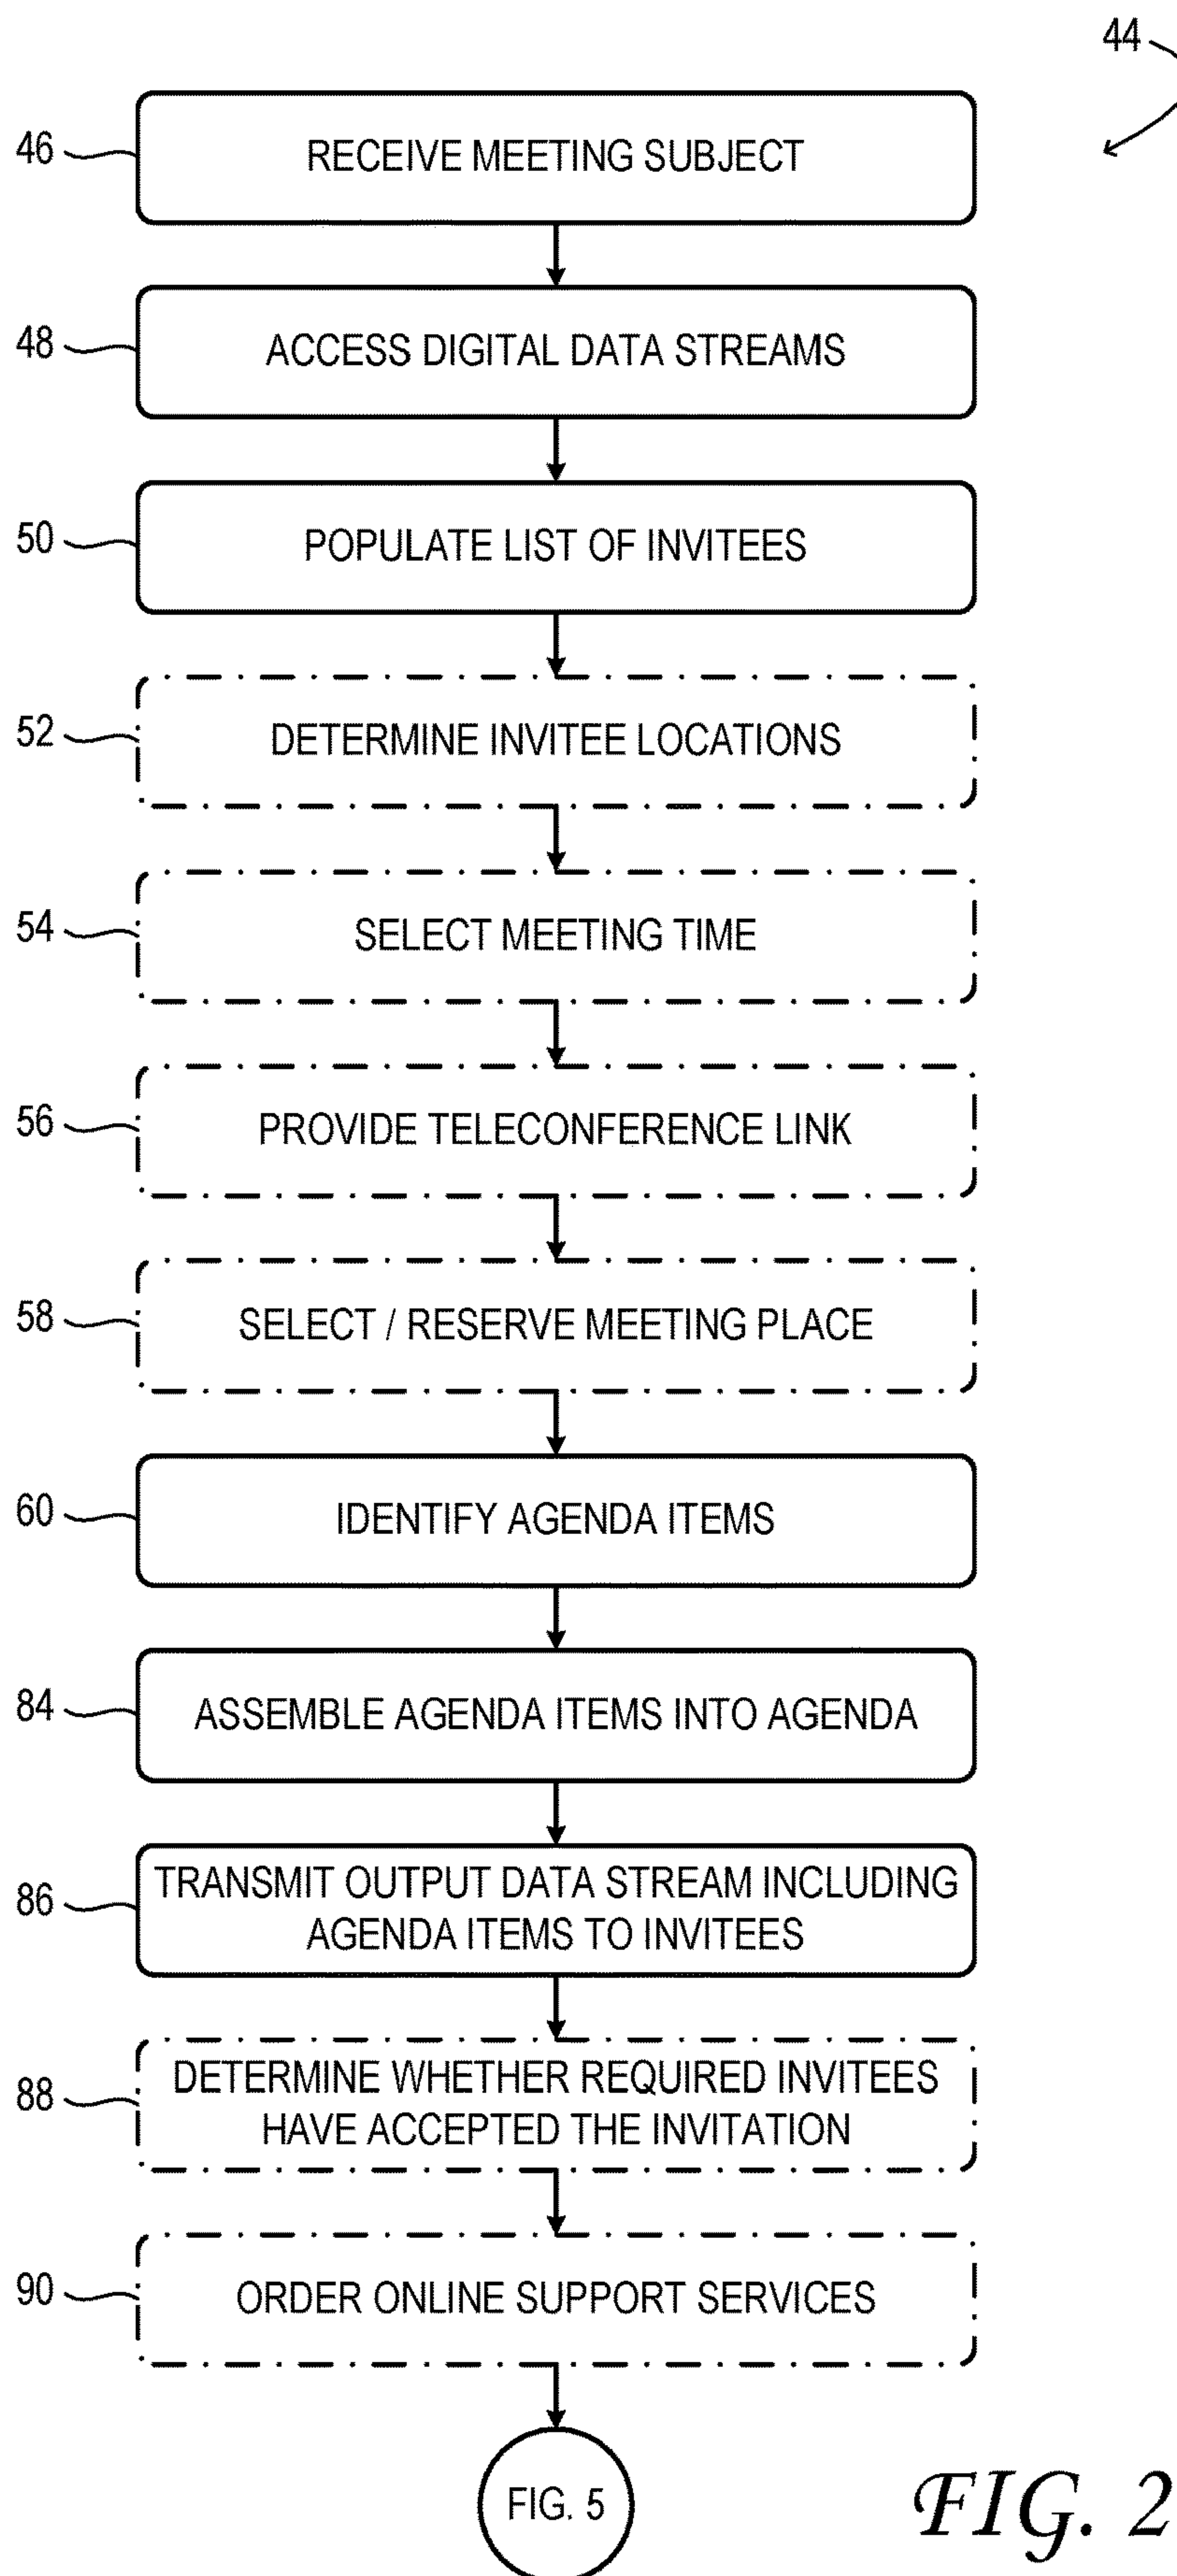 44
46
RECEIVE MEETING SUBJECT
48
ACCESS DIGITAL DATA STREAMS
50
POPULATE LIST OF INVITEES
52
DETERMINE INVITEE LOCATIONS
54
SELECT MEETING TIME
56
PROVIDE TELECONFERENCE LINK
58
SELECT / RESERVE MEETING PLACE
60
IDENTIFY AGENDA ITEMS
84
ASSEMBLE AGENDA ITEMS INTO AGENDA
86
TRANSMIT OUTPUT DATA STREAM INCLUDING
AGENDA ITEMS TO INVITEES
88
DETERMINE WHETHER REQUIRED INVITEES
HAVE ACCEPTED THE INVITATION
90
ORDER ONLINE SUPPORT SERVICES
FIG. 5
FIG. 2